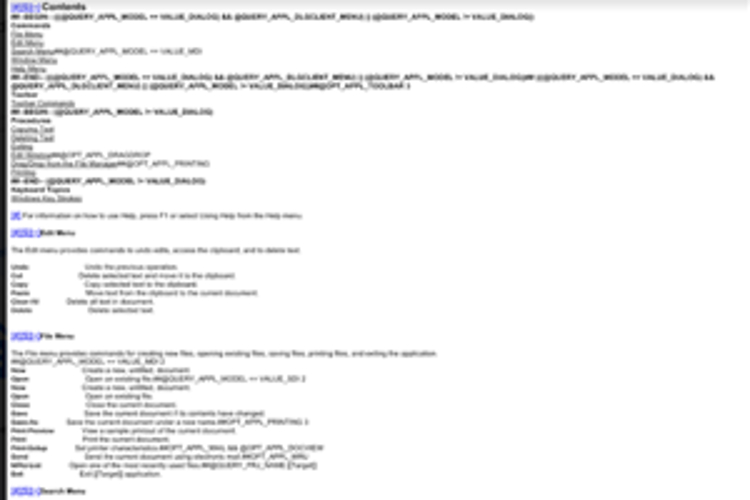 Contents
##-BEGIN-- ((@QUERY_APPL_MODEL == VALUE_DIALOG) && @QUERY_APPL_DLGCLIENT_MENU) || (@QUERY_APPL_MODEL != VALUE_DIALOG)
Commands
File Menu
Edit Menu
Search Menu##@QUERY_APPL_MODEL == VALUE_MDI
Window Menu
Help Menu
##--END-- ((@QUERY_APPL_MODEL == VALUE_DIALOG) && @QUERY_APPL_DLGCLIENT_MENU) || (@QUERY_APPL_MODEL != VALUE_DIALOG)## ((@QUERY_APPL_MODEL == VALUE_DIALOG) &&
@QUERY_APPL_DLGCLIENT_MENU) || (@QUERY_APPL_MODEL != VALUE_DIALOG)##@OPT_APPL_TOOLBAR 3
Toolbar
Toolbar Commands
##-BEGIN-- (@QUERY_APPL_MODEL != VALUE_DIALOG)
Procedures
Copying Text
Deleting Text
Exiting
Edit Window##@OPT_APPL_DRAGDROP
Drag/Drop from the File Manager##@OPT_APPL_PRINTING
Printing
##--END-- (@QUERY_APPL_MODEL != VALUE_DIALOG)
Keyboard Topics
Windows Key Strokes
For information on how to use Help, press F1 or select Using Help from the Help menu.
Edit Menu
The Edit menu provides commands to undo edits, access the clipboard, and to delete text.
Undo Undo the previous operation.
Cut Delete selected text and move it to the clipboard.
Copy Copy selected text to the clipboard.
Paste Move text from the clipboard to the current document.
Clear All Delete all text in document.
Delete Delete selected text.
File Menu
The File menu provides commands for creating new files, opening existing files, saving files, printing files, and exiting the application.
##@QUERY_APPL_MODEL == VALUE_MDI 2
New Create a new, untitled, document.
Open Open an existing file.##@QUERY_APPL_MODEL == VALUE_SDI 2
New Create a new, untitled, document.
Open Open an existing file.
Close Close the current document.
Save Save the current document if its contents have changed.
Save As Save the current document under a new name.##@OPT_APPL_PRINTING 3
Print Preview View a sample printout of the current document.
Print Print the current document.
Print Setup Set printer characteristics.##@OPT_APPL_MAIL && @OPT_APPL_DOCVIEW
Send Send the current document using electronic mail.##@OPT_APPL_MRU
Open one of the most recently used files.##@QUERY_PRJ_NAME [[Target]]
Exit Exit [[Target]] application.
Search Menu